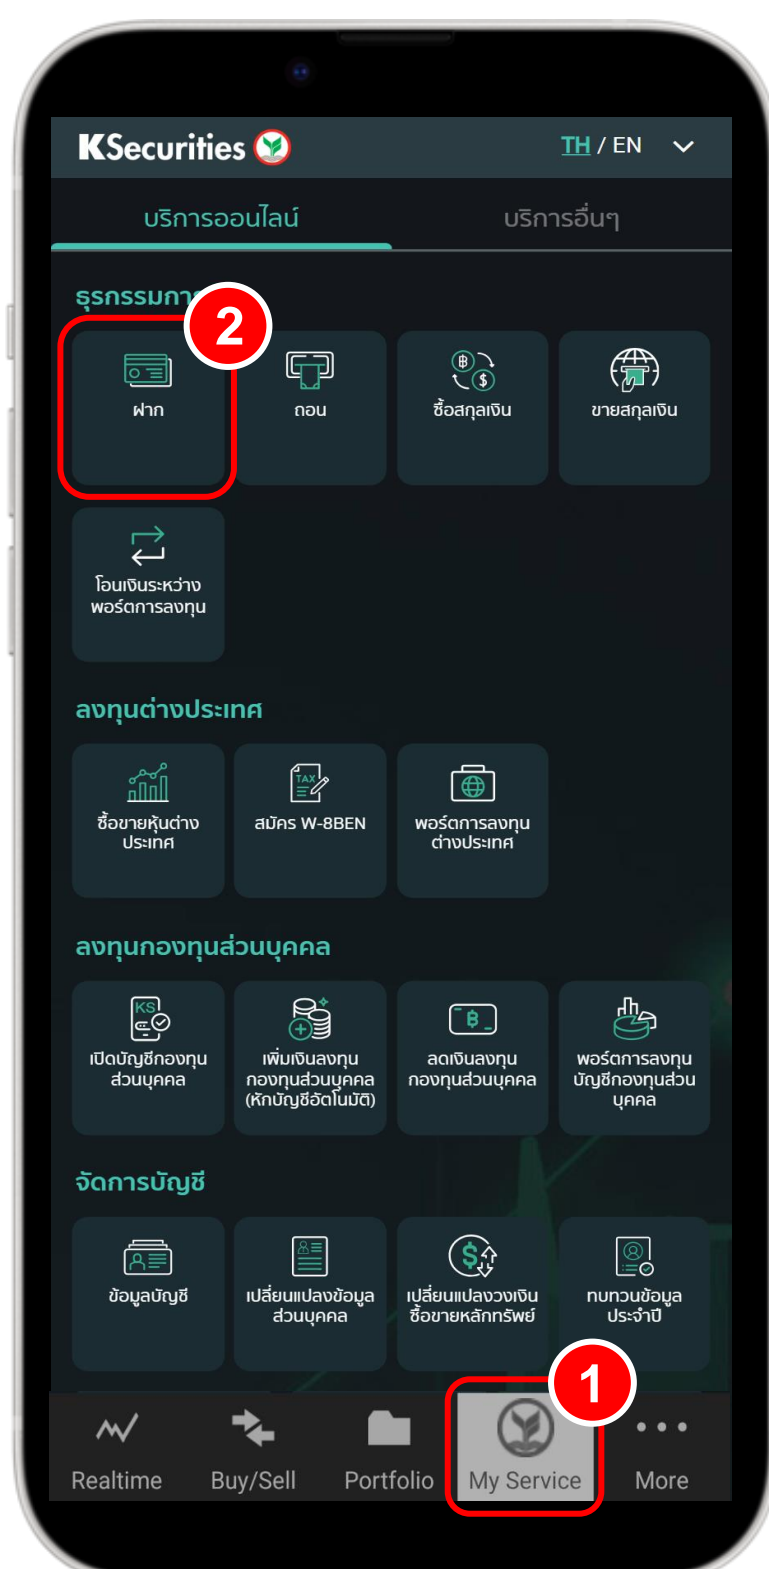 KSecurities
TH / EN
บริการออนไลน์
บริการอื่นๆ
ธุรกรรมการ
2
ฝาก
ถอน
ซื้อสกุลเงิน
ขายสกุลเงิน
โอนเงินระหว่าง
พอร์ตการลงทุน
ลงทุนต่างประเทศ
ซื้อขายหุ้นต่าง
ประเทศ
TAX
สมัคร W-8BEN
พอร์ตการลงทุน
ต่างประเทศ
ลงทุนกองทุนส่วนบุคคล
KS
เปิดบัญชีกองทุน
ส่วนบุคคล
เพิ่มเงินลงทุน
กองทุนส่วนบุคคล
(หักบัญชีอัตโนมัติ)
ลดเงินลงทุน
กองทุนส่วนบุคคล
พอร์ตการลงทุน
บัญชีกองทุนส่วน
บุคคล
จัดการบัญชี
ข้อมูลบัญชี
เปลี่ยนแปลงข้อมูล
ส่วนบุคคล
เปลี่ยนแปลงวงเงิน
ซื้อขายหลักทรัพย์
ทบทวนข้อมูล
ประจำปี
1
Realtime
Buy/Sell
Portfolio
My Service
More